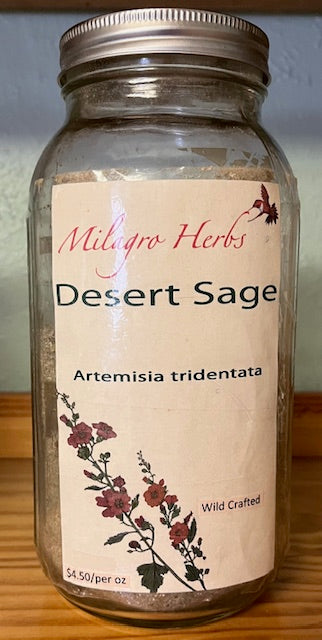 Milagro Herbs
Desert Sage
Artemisia tridentata
Wild Crafted
$4.50/per oz